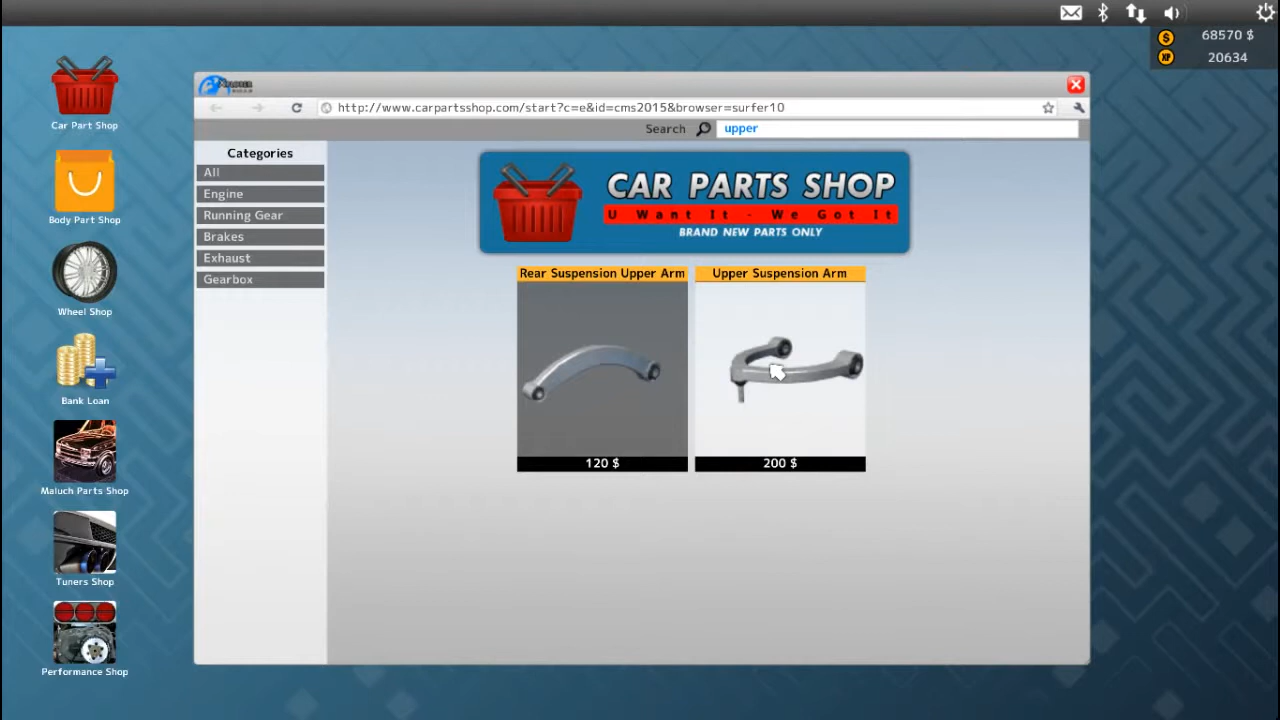 68570 $
20634
http://www.carpartsshop.com/start?c=e&id=cms2015&browser=surfer10
Search upper
Categories
All
Engine
Running Gear
Brakes
Exhaust
Gearbox
CAR PARTS SHOP
U Want It - We Got It
BRAND NEW PARTS ONLY
Rear Suspension Upper Arm
120 $
Upper Suspension Arm
200 $
Car Part Shop
Body Part Shop
Wheel Shop
Bank Loan
Maluch Parts Shop
Tuners Shop
Performance Shop